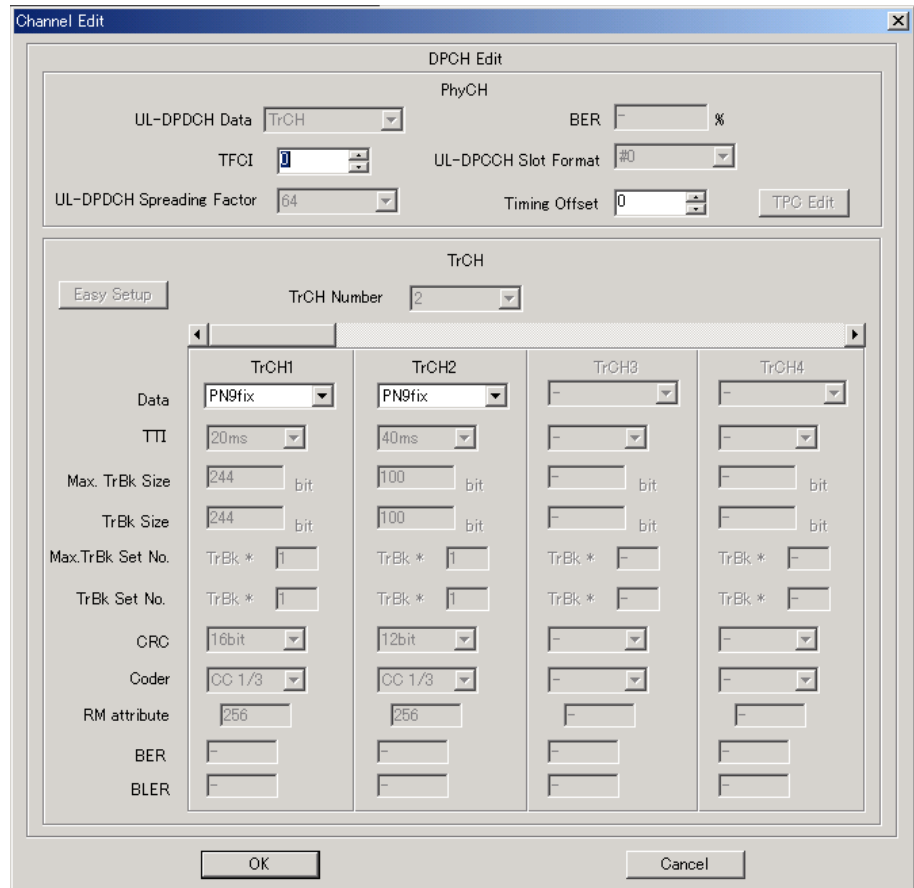 Channel Edit
DPCH Edit
PhyCH
UL-DPDCH Data TrCH BER - %
TFCI 0 UL-DPCCH Slot Format #0
UL-DPDCH Spreading Factor 64 Timing Offset 0 TPC Edit
TrCH
Easy Setup TrCH Number 2
TrCH1 TrCH2 TrCH3 TrCH4
Data PN9fix PN9fix - -
TTI 20ms 40ms - -
Max. TrBk Size 244 bit 100 bit - bit - bit
TrBk Size 244 bit 100 bit - bit - bit
Max.TrBk Set No. TrBk * 1 TrBk * 1 TrBk * - TrBk * -
TrBk Set No. TrBk * 1 TrBk * 1 TrBk * - TrBk * -
CRC 16bit 12bit - -
Coder CC 1/3 CC 1/3 - -
RM attribute 256 256 - -
BER - - - -
BLER - - - -
OK Cancel